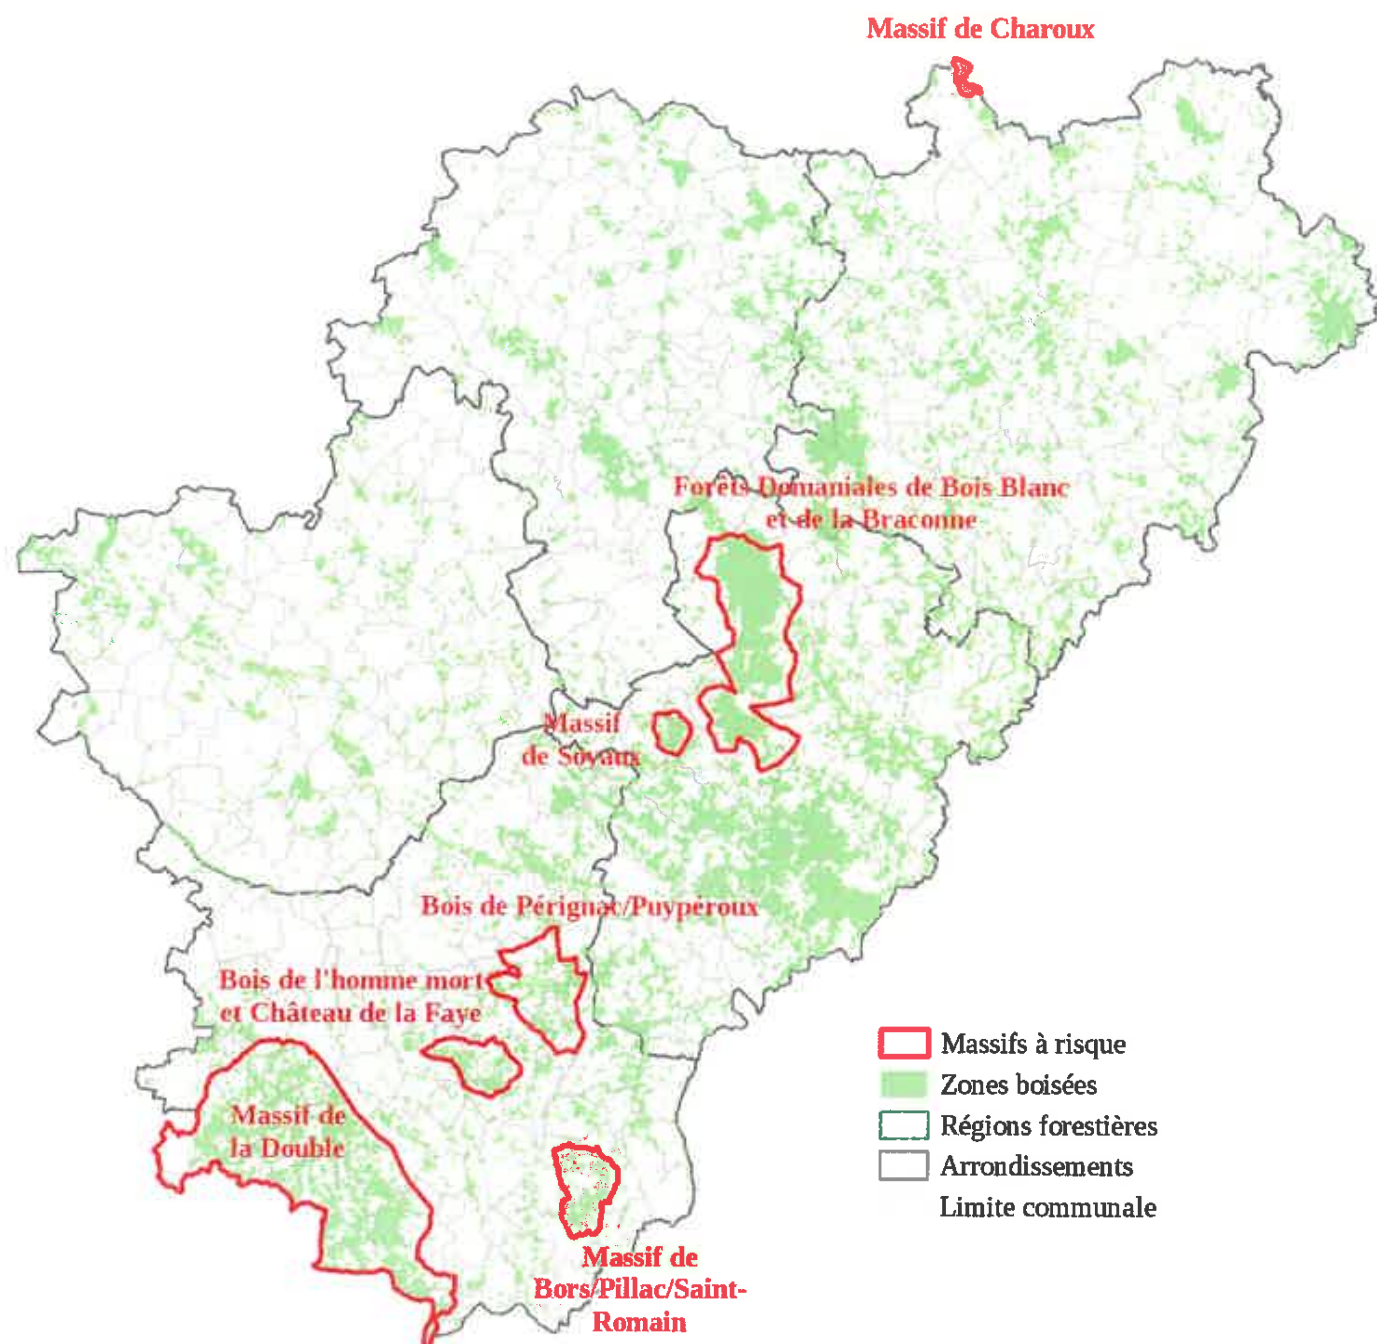 Massif de Charoux
Forêts Domaniales de Bois Blanc
et de la Braconne
Massif
de Soyaux
Bois de Pérignac/Puypéroux
Bois de l'homme mort
et Château de la Faye
Massif de
la Double
Massif de
Bors/Pillac/Saint-
Romain
Massifs à risque
Zones boisées
Régions forestières
Arrondissements
Limite communale